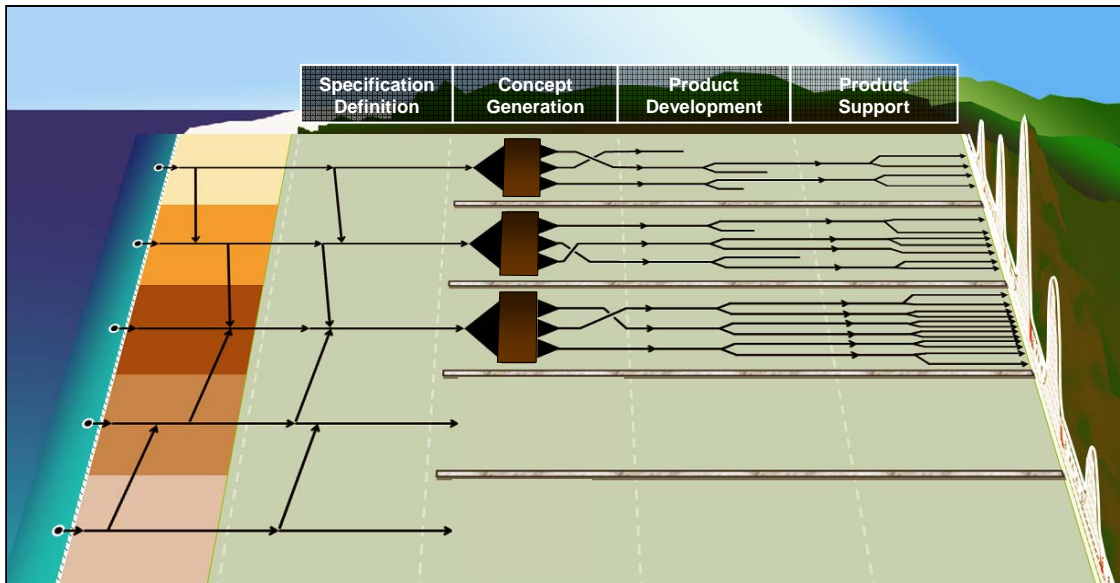 Specification
Definition
Concept
Generation
Product
Development
Product
Support